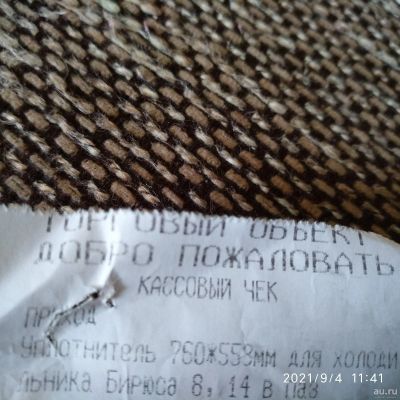 ТОРГОВЫЙ ОБЪЕКТ
ДОБРО ПОЖАЛОВАТЬ
КАССОВЫЙ ЧЕК
ПРИХОД
Уплотнитель 760*553мм для холоди
льника Бирюса 8, 14 в паз
2021/9/4 11:41
au.ru